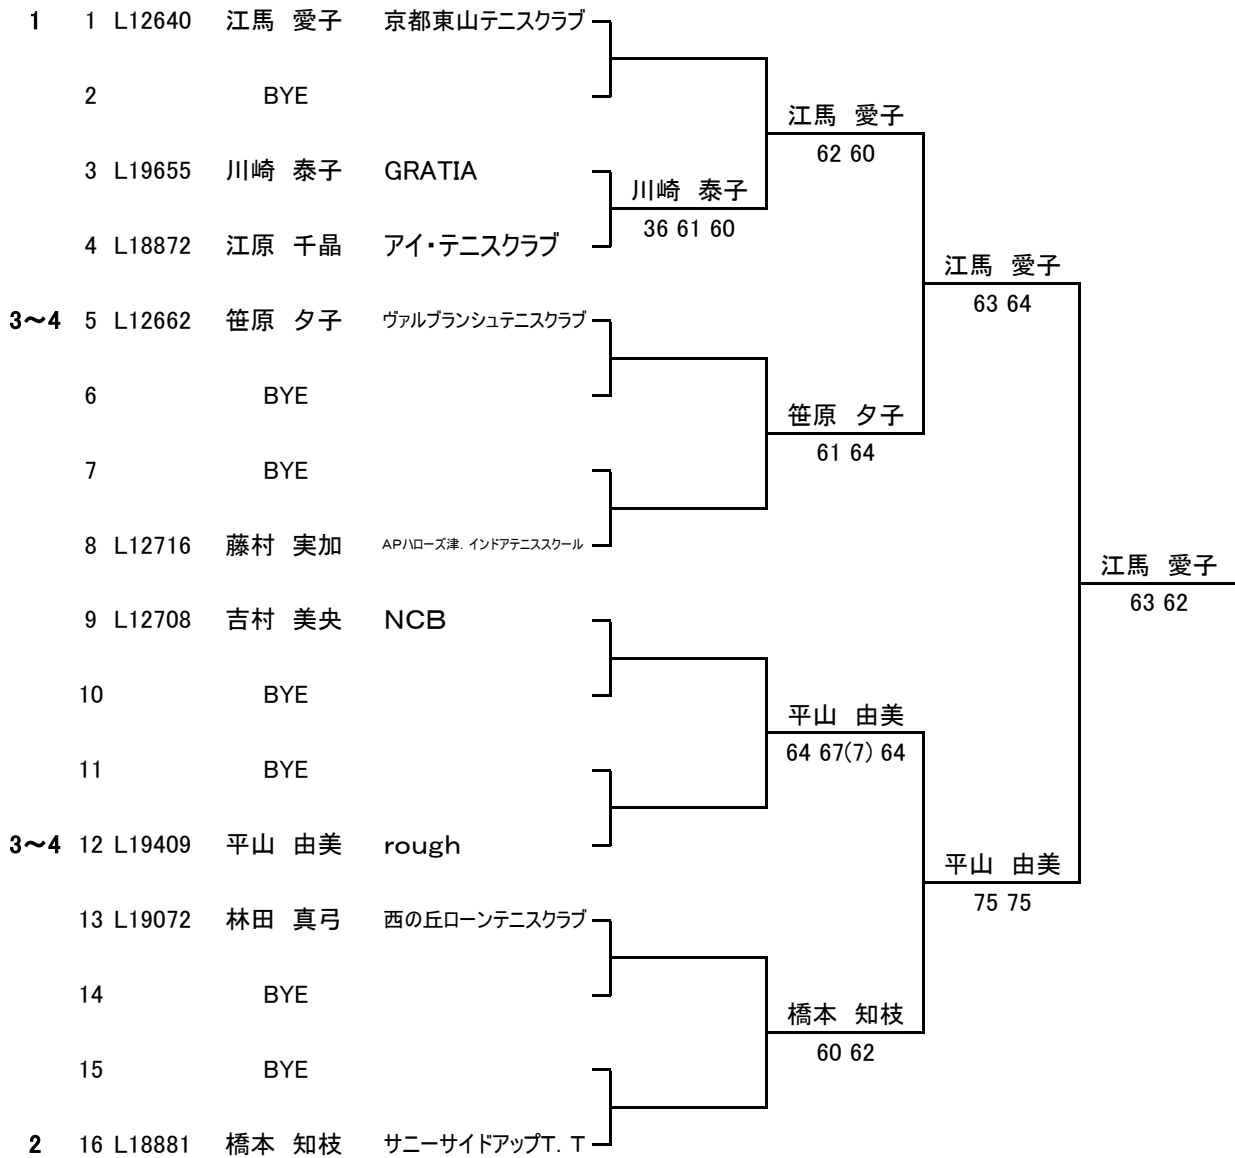 1 1 L12640 江馬 愛子 京都東山テニスクラブ
2 BYE
江馬 愛子
62 60
3 L19655 川崎 泰子 GRATIA
川崎 泰子
36 61 60
4 L18872 江原 千晶 アイ・テニスクラブ
江馬 愛子
63 64
3～4 5 L12662 笹原 夕子 ヴァルブランシュテニスクラブ
6 BYE
笹原 夕子
61 64
7 BYE
8 L12716 藤村 実加 APハローズ津. インドアテニススクール
江馬 愛子
63 62
9 L12708 吉村 美央 NCB
10 BYE
平山 由美
64 67(7) 64
11 BYE
3～4 12 L19409 平山 由美 rough
平山 由美
75 75
13 L19072 林田 真弓 西の丘ローンテニスクラブ
14 BYE
橋本 知枝
60 62
15 BYE
2 16 L18881 橋本 知枝 サニーサイドアップT. T